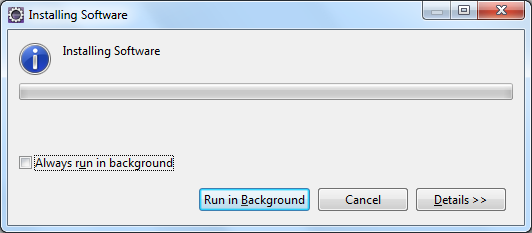 Installing Software
Installing Software
Always run in background
Run in Background
Cancel
Details >>